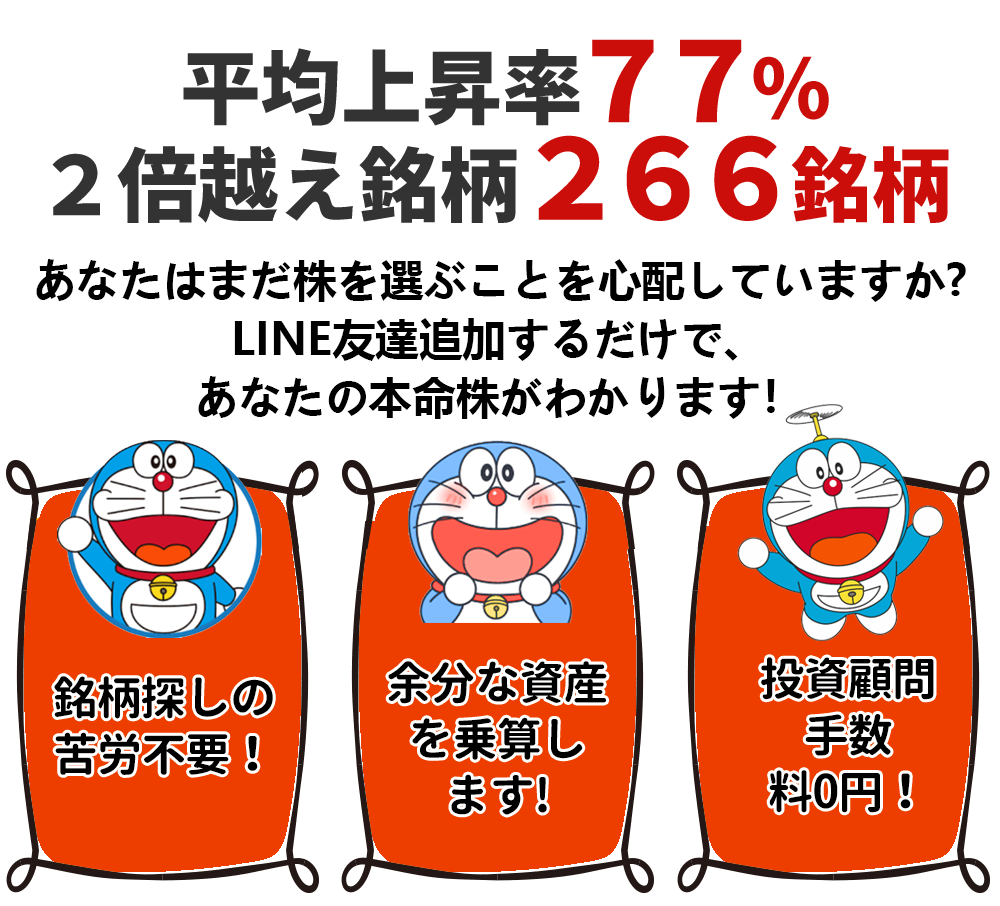 平均上昇率７７%
２倍越え銘柄２６６銘柄
あなたはまだ株を選ぶことを心配していますか?
LINE友達追加するだけで、
あなたの本命株がわかります!
銘柄探しの
苦労不要！
余分な資産
を乗算し
ます!
投資顧問
手数
料0円！